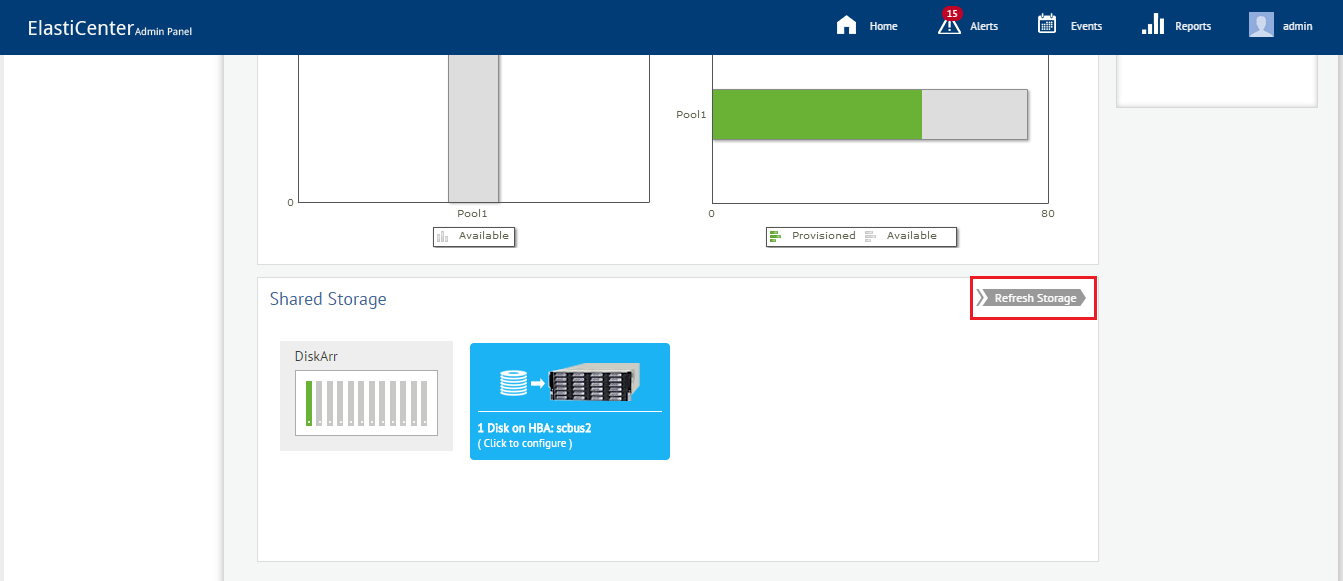 ElastiCenter Admin Panel
Home
15
Alerts
Events
Reports
admin
0
Pool1
Available
Pool1
0
80
Provisioned
Available
Shared Storage
Refresh Storage
DiskArr
1 Disk on HBA: scbus2
( Click to configure )